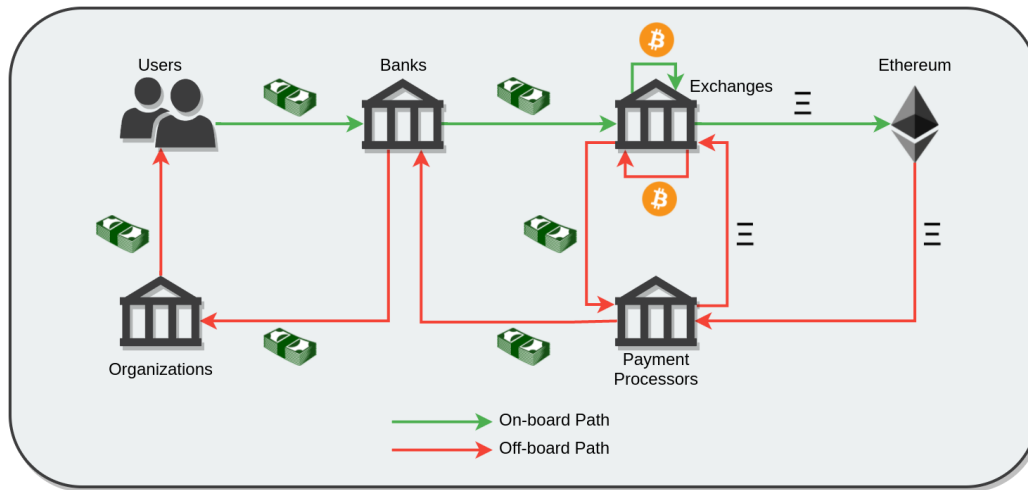 Users
Banks
Exchanges
Ethereum
Ξ
Ξ
Ξ
Organizations
Payment
Processors
On-board Path
Off-board Path